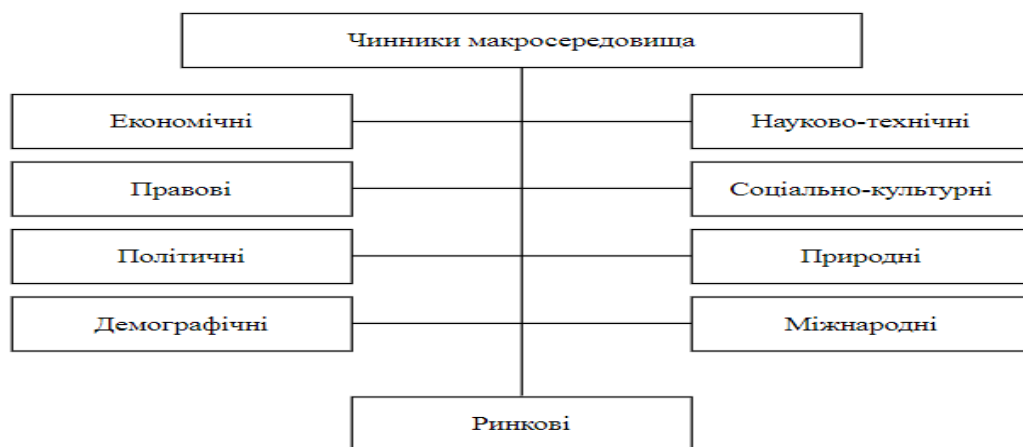 Чинники макросередовища
Економічні
Науково-технічні
Правові
Соціально-культурні
Політичні
Природні
Демографічні
Міжнародні
Ринкові